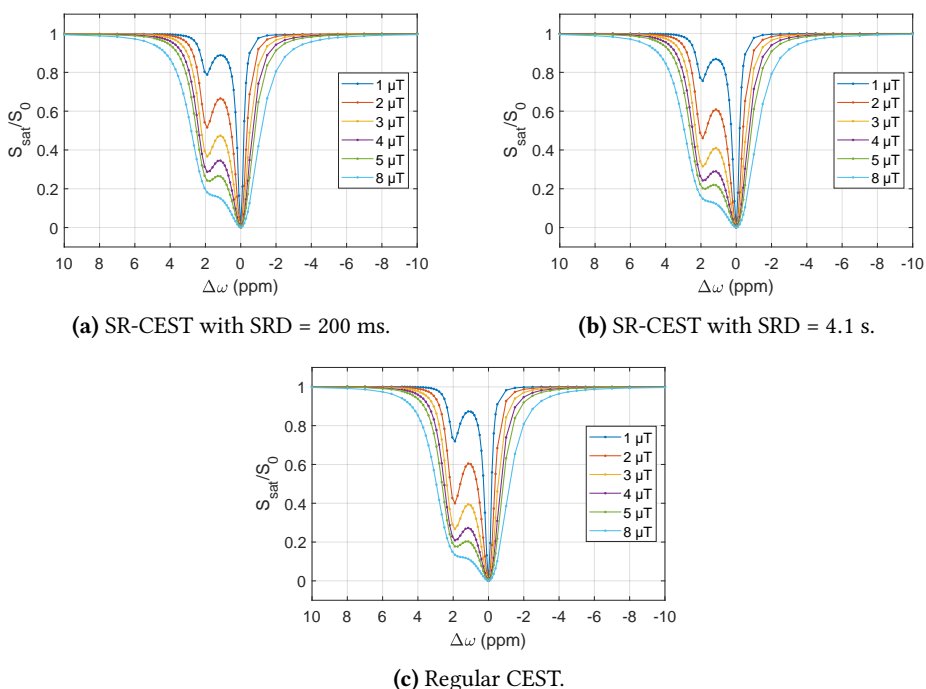 1
0.8
0.6
0.4
0.2
0
S_sat/S_0
10 8 6 4 2 0 -2 -4 -6 -8 -10
Δω (ppm)
1 µT
2 µT
3 µT
4 µT
5 µT
8 µT
(a) SR-CEST with SRD = 200 ms.
1
0.8
0.6
0.4
0.2
0
S_sat/S_0
10 8 6 4 2 0 -2 -4 -6 -8 -10
Δω (ppm)
1 µT
2 µT
3 µT
4 µT
5 µT
8 µT
(b) SR-CEST with SRD = 4.1 s.
1
0.8
0.6
0.4
0.2
0
S_sat/S_0
10 8 6 4 2 0 -2 -4 -6 -8 -10
Δω (ppm)
1 µT
2 µT
3 µT
4 µT
5 µT
8 µT
(c) Regular CEST.